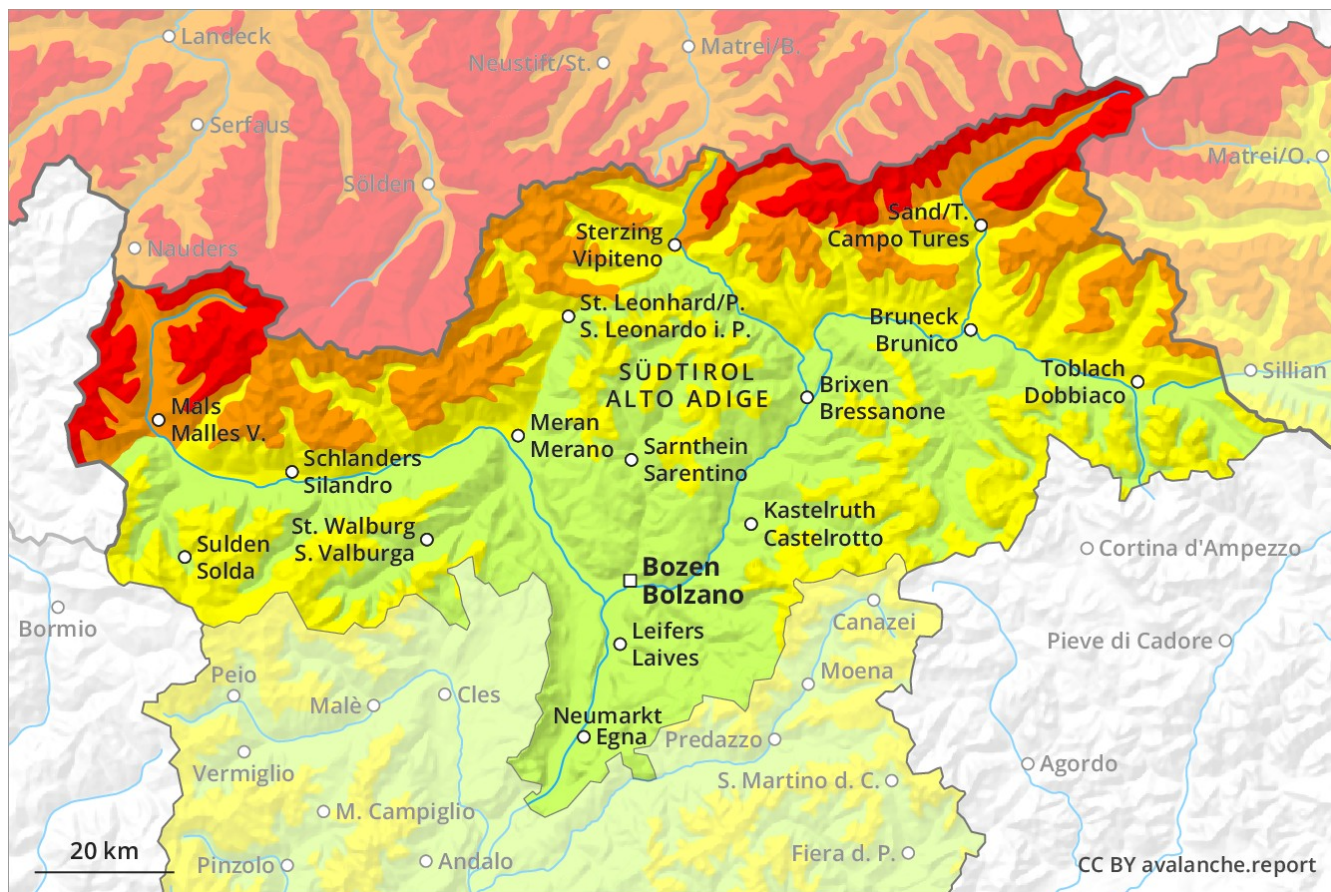 Landeck
Matrei/B.
Neustift/St.
Serfaus
Matrei/O.
Sölden
Nauders
Sand/T.
Campo Tures
Sterzing
Vipiteno
St. Leonhard/P.
S. Leonardo i. P.
Bruneck
Brunico
SÜDTIROL
ALTO ADIGE
Toblach
Dobbiaco
Sillian
Brixen
Bressanone
Mals
Malles V.
Meran
Merano
Sarnthein
Sarentino
Schlanders
Silandro
Kastelruth
Castelrotto
St. Walburg
S. Valburga
Sulden
Solda
Cortina d'Ampezzo
Bozen
Bolzano
Bormio
Canazei
Leifers
Laives
Pieve di Cadore
Peio
Moena
Malè
Cles
Neumarkt
Egna
Predazzo
Vermiglio
Agordo
S. Martino d. C.
M. Campiglio
20 km
Pinzolo
Andalo
Fiera d. P.
CC BY avalanche.report